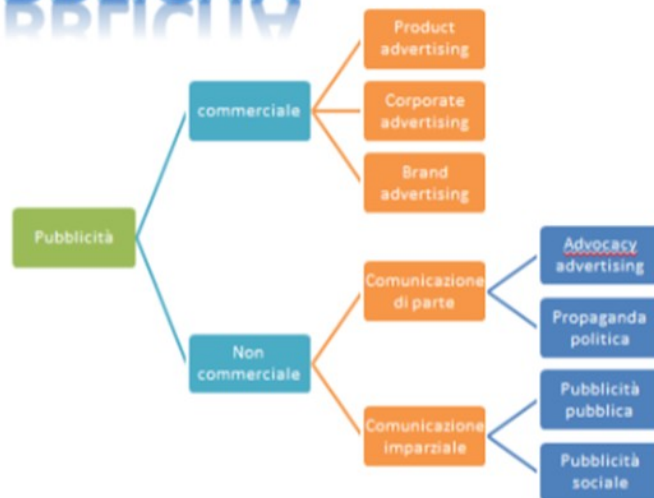 Product
advertising
commerciale
Corporate
advertising
Brand
advertising
Pubblicità
Advocacy
advertising
Comunicazione
di parte
Propaganda
politica
Non
commerciale
Pubblicità
pubblica
Comunicazione
imparziale
Pubblicità
sociale